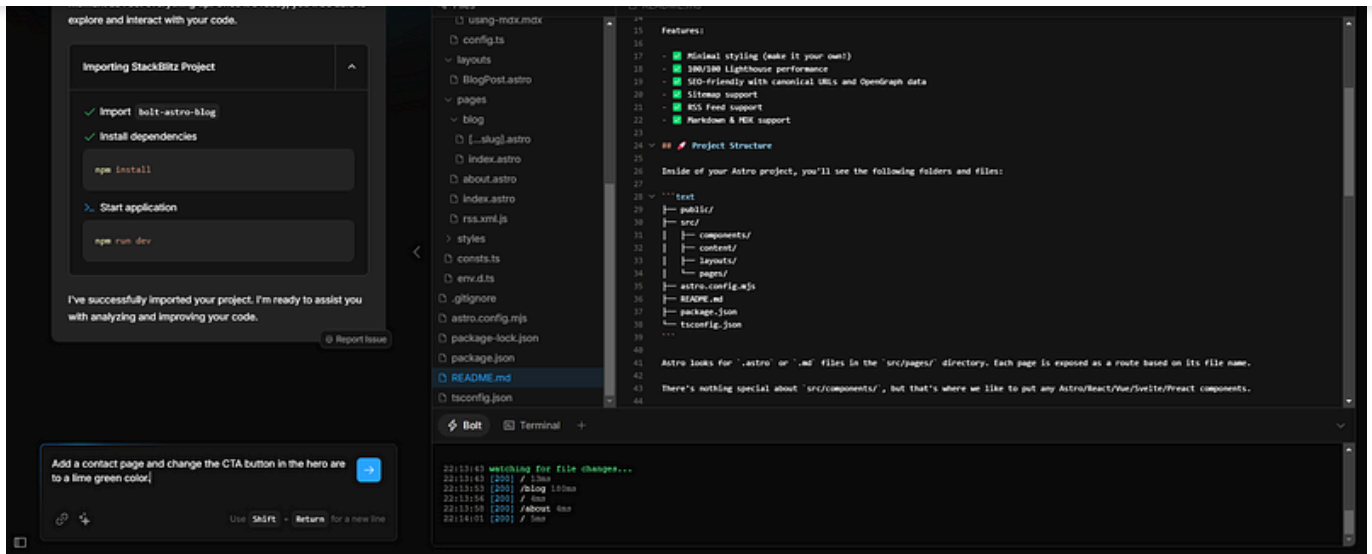 explore and interact with your code.
Importing StackBlitz Project
Import bolt-astro-blog
Install dependencies
npm install
Start application
npm run dev
I've successfully imported your project. I'm ready to assist you
with analyzing and improving your code.
Report Issue
Add a contact page and change the CTA button in the hero are
to a lime green color.
Use Shift + Return for a new line
Files
using-mdx.mdx
config.ts
layouts
BlogPost.astro
pages
blog
[...slug].astro
index.astro
about.astro
index.astro
rss.xml.js
styles
consts.ts
env.d.ts
.gitignore
astro.config.mjs
package-lock.json
package.json
README.md
tsconfig.json
README.md
14
15 Features:
16
17 - ✅ Minimal styling (make it your own!)
18 - ✅ 100/100 Lighthouse performance
19 - ✅ SEO-friendly with canonical URLs and OpenGraph data
20 - ✅ Sitemap support
21 - ✅ RSS Feed support
22 - ✅ Markdown & MDX support
23
24 ## 🚀 Project Structure
25
26 Inside of your Astro project, you'll see the following folders and files:
27
28 ```text
29 ├── public/
30 ├── src/
31 │   ├── components/
32 │   ├── content/
33 │   ├── layouts/
34 │   └── pages/
35 ├── astro.config.mjs
36 ├── README.md
37 ├── package.json
38 └── tsconfig.json
39 ```
40
41 Astro looks for `.astro` or `.md` files in the `src/pages/` directory. Each page is exposed as a route based on its file name.
42
43 There's nothing special about `src/components/`, but that's where we like to put any Astro/React/Vue/Svelte/Preact components.
44
Bolt
Terminal +
22:13:43 watching for file changes...
22:13:43 [200] / 13ms
22:13:53 [200] /blog 180ms
22:13:56 [200] / 4ms
22:13:58 [200] /about 4ms
22:14:01 [200] / 5ms